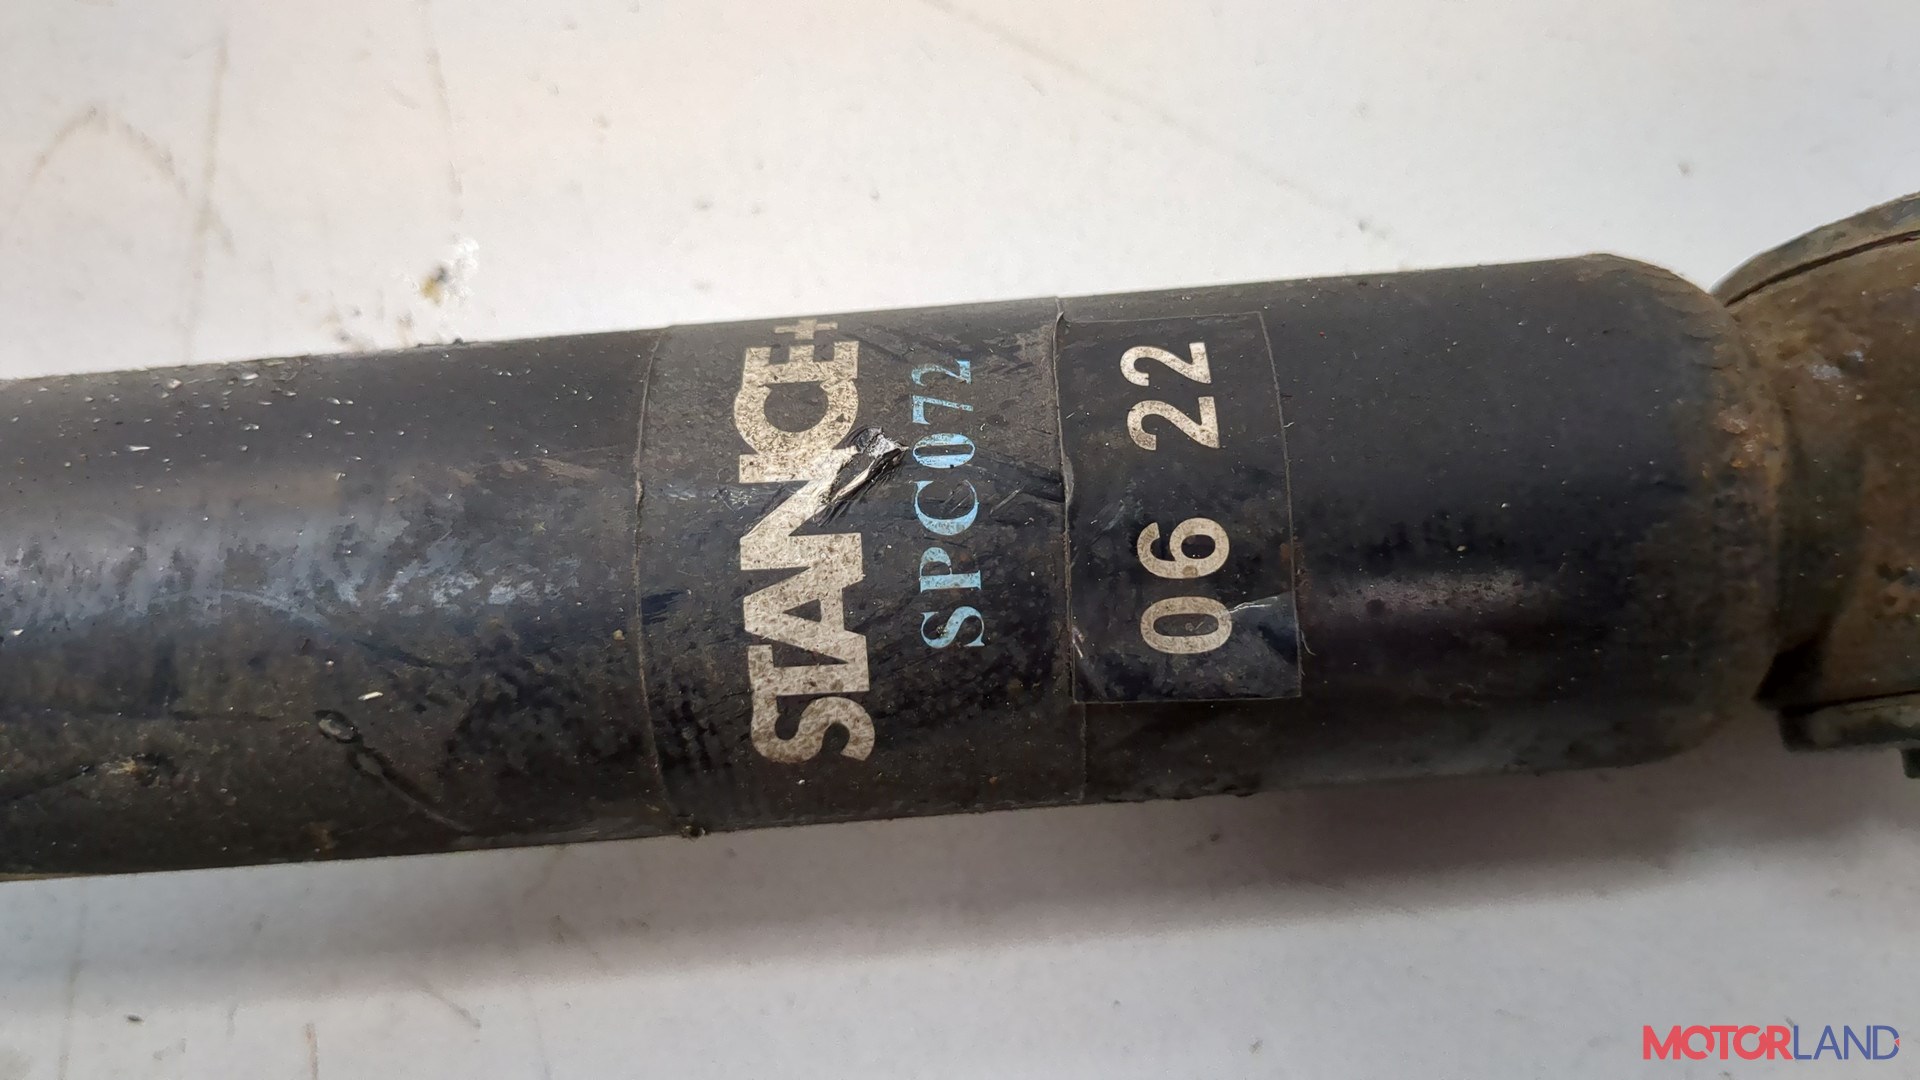 STANCE+
SPC072
06 22
MOTORLAND